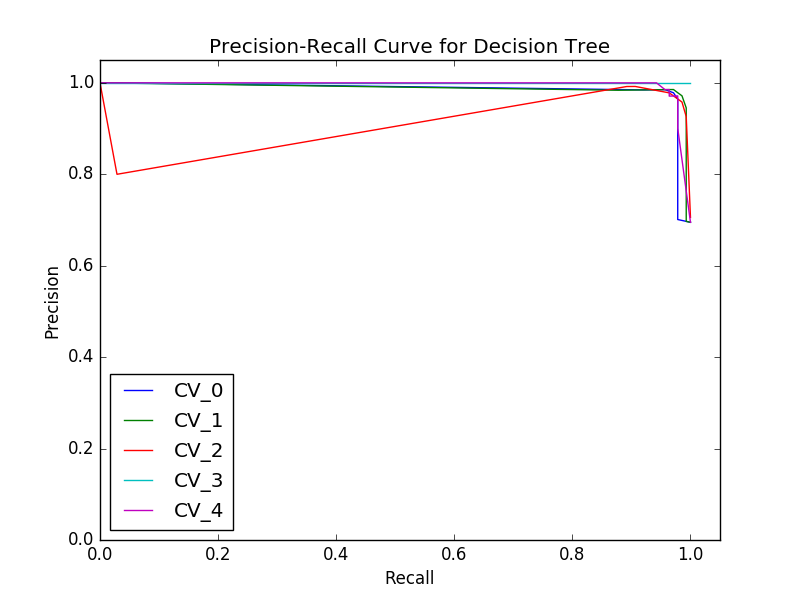 Precision-Recall Curve for Decision Tree
1.0
0.8
0.6
0.4
0.2
0.0
Precision
CV_0
CV_1
CV_2
CV_3
CV_4
0.0 0.2 0.4 0.6 0.8 1.0
Recall